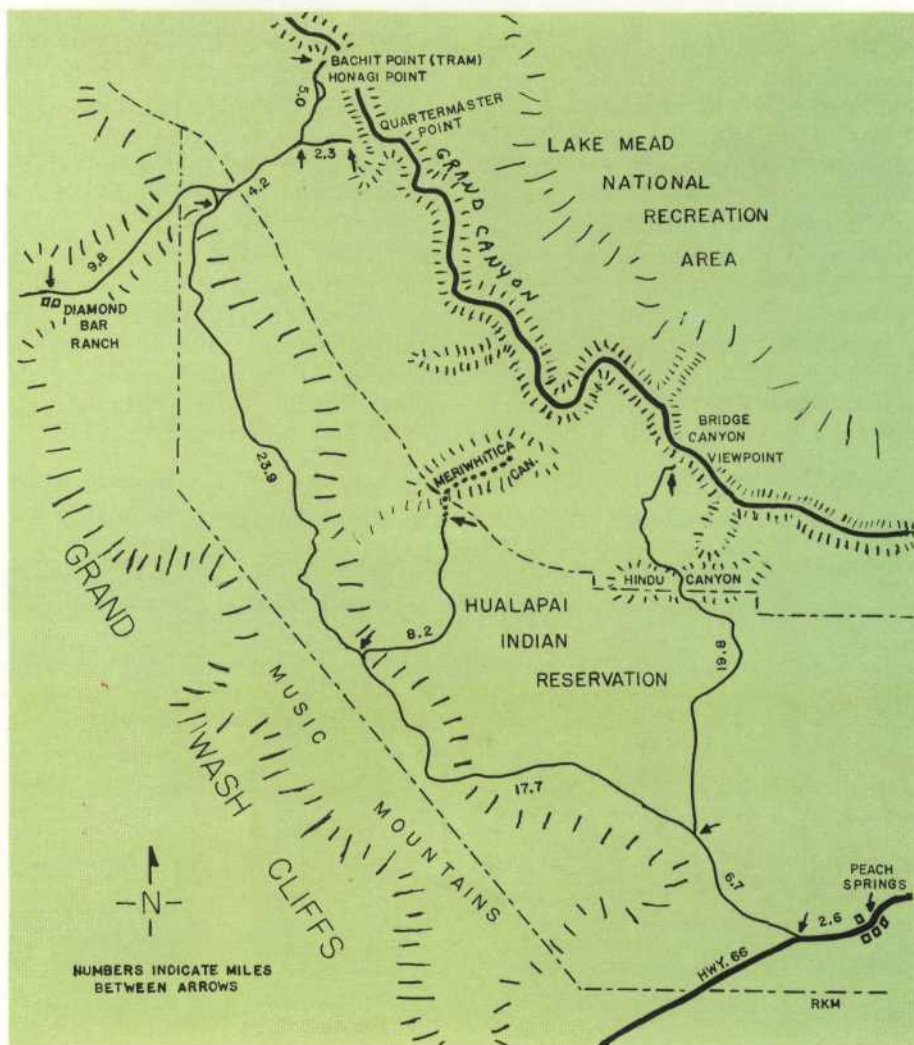 BACHIT POINT (TRAM)
HONAGI POINT
5.0
QUARTERMASTER
POINT
2.3
GRAND CANYON
LAKE MEAD
NATIONAL
RECREATION
AREA
4.2
9.8
DIAMOND
BAR
RANCH
23.9
MERIWHITICA
CAN.
BRIDGE
CANYON
VIEWPOINT
HINDU CANYON
GRAND
WASH
CLIFFS
8.2
HUALAPAI
INDIAN
RESERVATION
19.8
MUSIC
MOUNTAINS
17.7
6.7
PEACH
SPRINGS
2.6
HWY. 66
N
NUMBERS INDICATE MILES
BETWEEN ARROWS
RKM